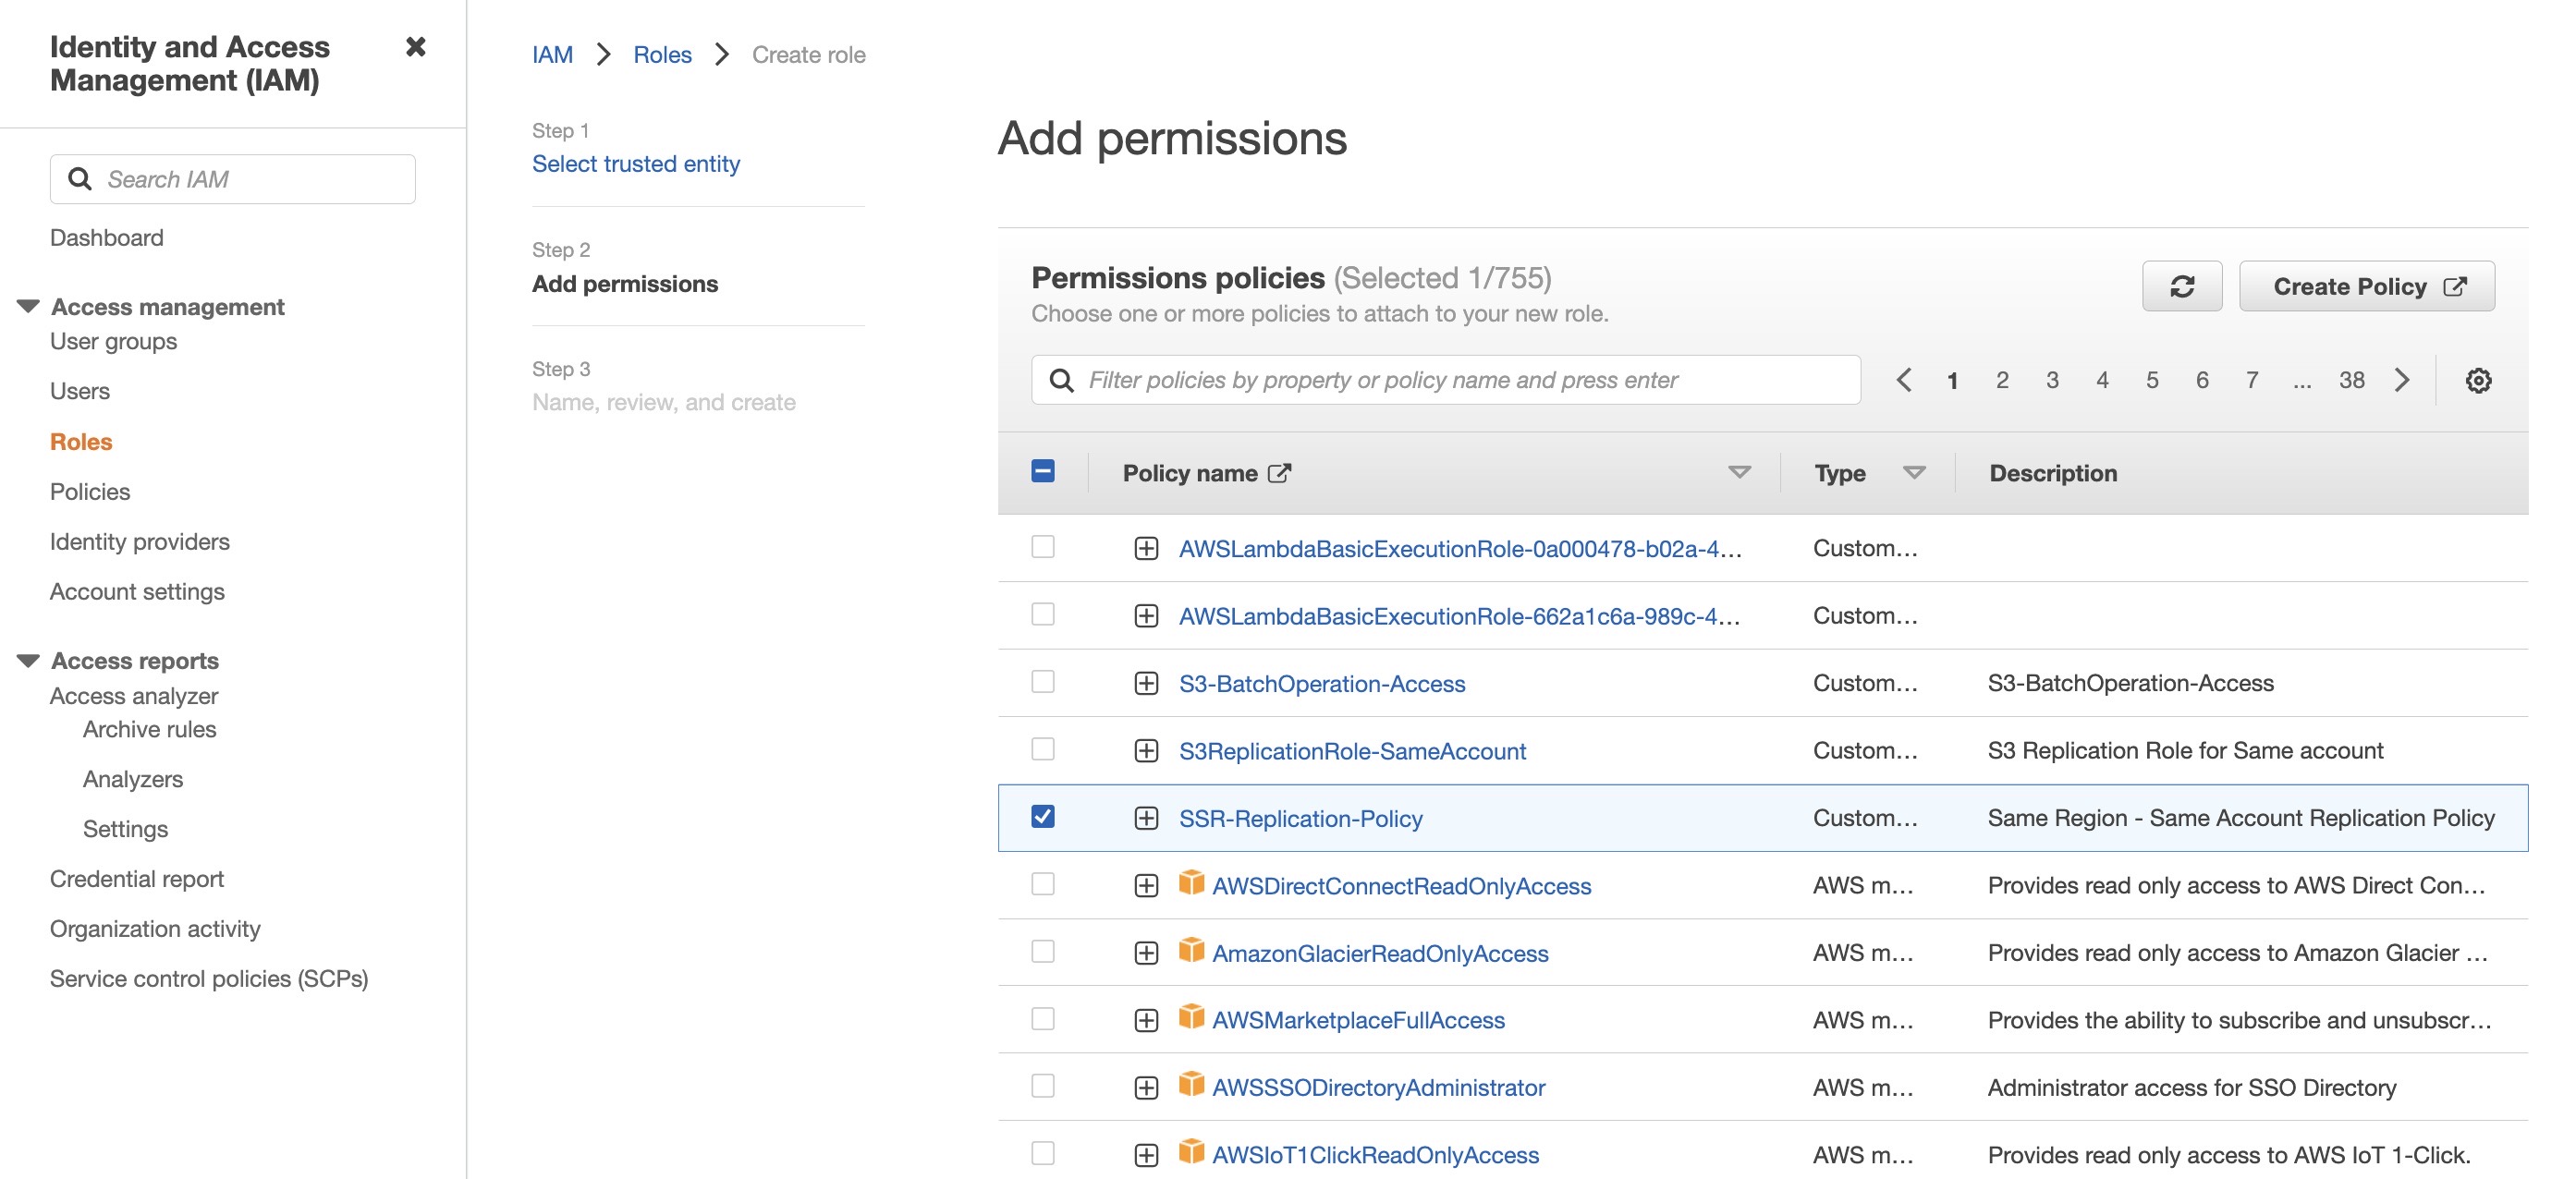 Identity and Access
Management (IAM)
Search IAM
Dashboard
Access management
User groups
Users
Roles
Policies
Identity providers
Account settings
Access reports
Access analyzer
Archive rules
Analyzers
Settings
Credential report
Organization activity
Service control policies (SCPs)
IAM > Roles > Create role
Step 1
Select trusted entity
Step 2
Add permissions
Step 3
Name, review, and create
Add permissions
Permissions policies (Selected 1/755)
Choose one or more policies to attach to your new role.
Create Policy
Filter policies by property or policy name and press enter
1 2 3 4 5 6 7 ... 38
Policy name Type Description
AWSLambdaBasicExecutionRole-0a000478-b02a-4... Custom...
AWSLambdaBasicExecutionRole-662a1c6a-989c-4... Custom...
S3-BatchOperation-Access Custom... S3-BatchOperation-Access
S3ReplicationRole-SameAccount Custom... S3 Replication Role for Same account
SSR-Replication-Policy Custom... Same Region - Same Account Replication Policy
AWSDirectConnectReadOnlyAccess AWS m... Provides read only access to AWS Direct Con...
AmazonGlacierReadOnlyAccess AWS m... Provides read only access to Amazon Glacier ...
AWSMarketplaceFullAccess AWS m... Provides the ability to subscribe and unsubscr...
AWSSSODirectoryAdministrator AWS m... Administrator access for SSO Directory
AWSIoT1ClickReadOnlyAccess AWS m... Provides read only access to AWS IoT 1-Click.